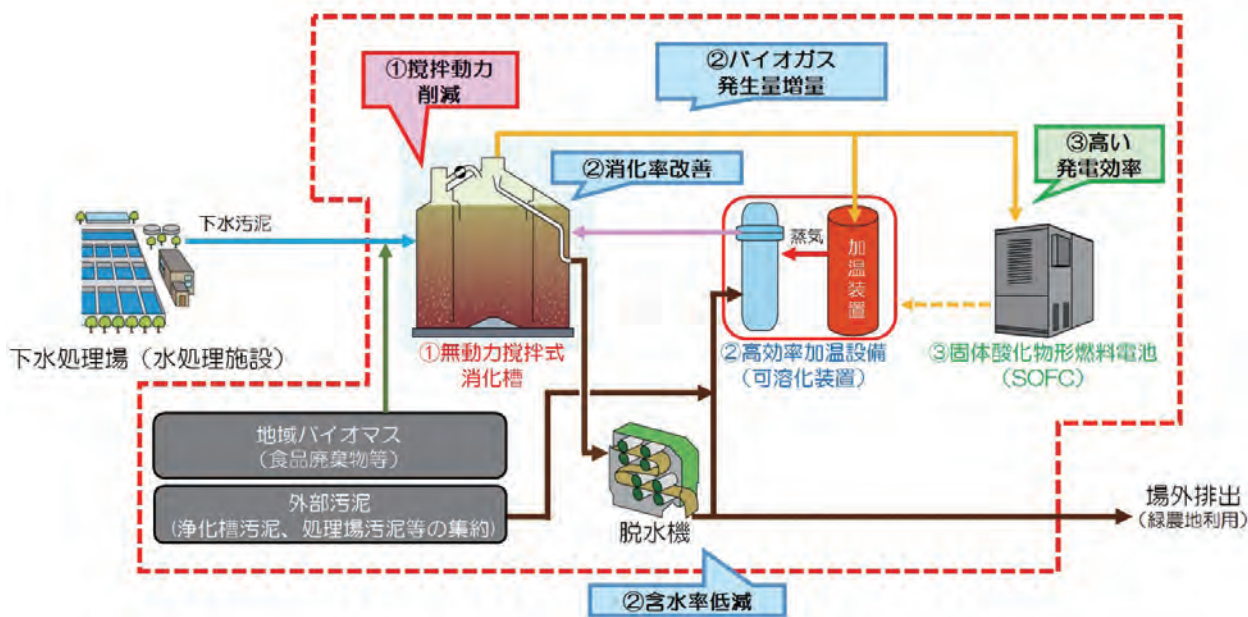 ①撹拌動力
削減
②バイオガス
発生量増量
③高い
発電効率
②消化率改善
下水汚泥
蒸気
加温装置
下水処理場（水処理施設）
①無動力撹拌式
消化槽
②高効率加温設備
（可溶化装置）
③固体酸化物形燃料電池
（SOFC）
地域バイオマス
（食品廃棄物等）
外部汚泥
(浄化槽汚泥、処理場汚泥等の集約)
脱水機
場外排出
（緑農地利用）
②含水率低減